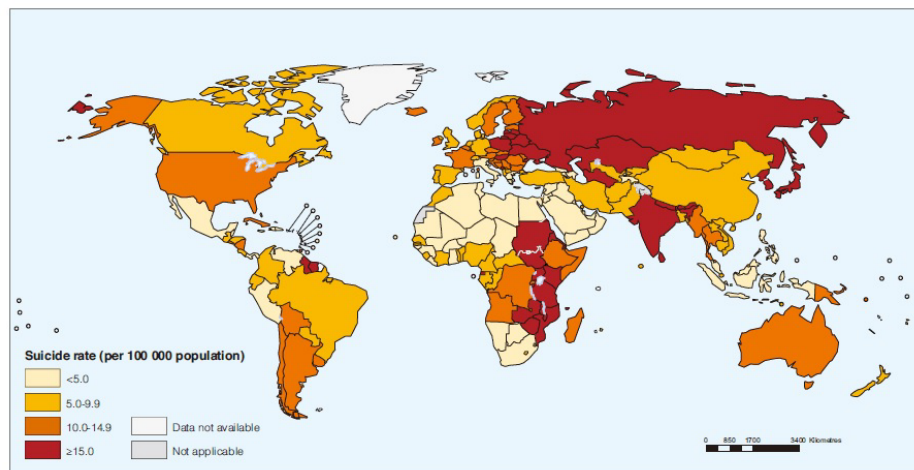 Suicide rate (per 100 000 population)
<5.0
5.0-9.9
10.0-14.9
≥15.0
Data not available
Not applicable
0 850 1700 3400 Kilometres